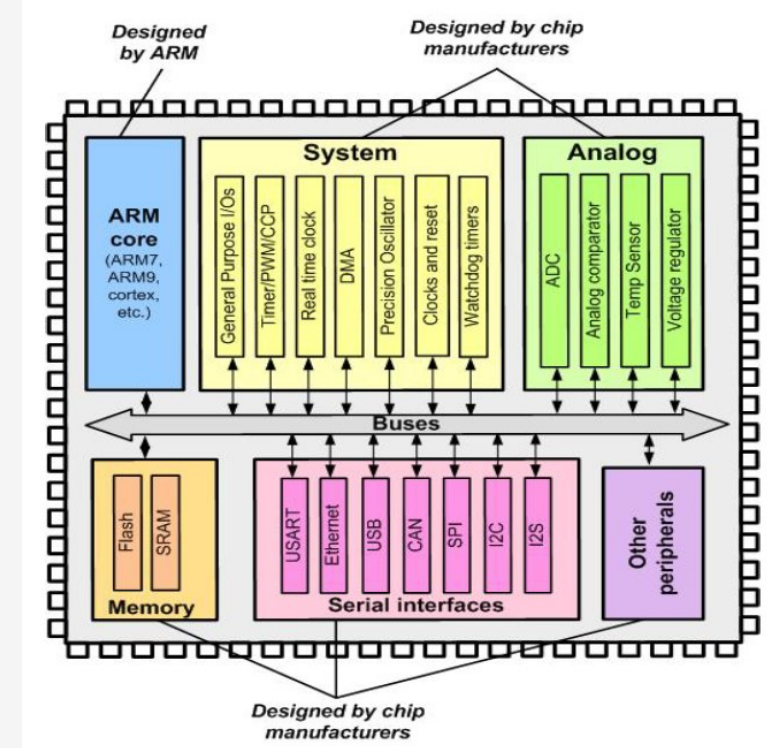 Designed
by ARM
Designed by chip
manufacturers
ARM
core
(ARM7,
ARM9,
cortex,
etc.)
System
General Purpose I/Os
Timer/PWM/CCP
Real time clock
DMA
Precision Oscillator
Clocks and reset
Watchdog timers
Analog
ADC
Analog comparator
Temp Sensor
Voltage regulator
Buses
Flash
SRAM
Memory
USART
Ethernet
USB
CAN
SPI
I2C
I2S
Serial interfaces
Other
peripherals
Designed by chip
manufacturers